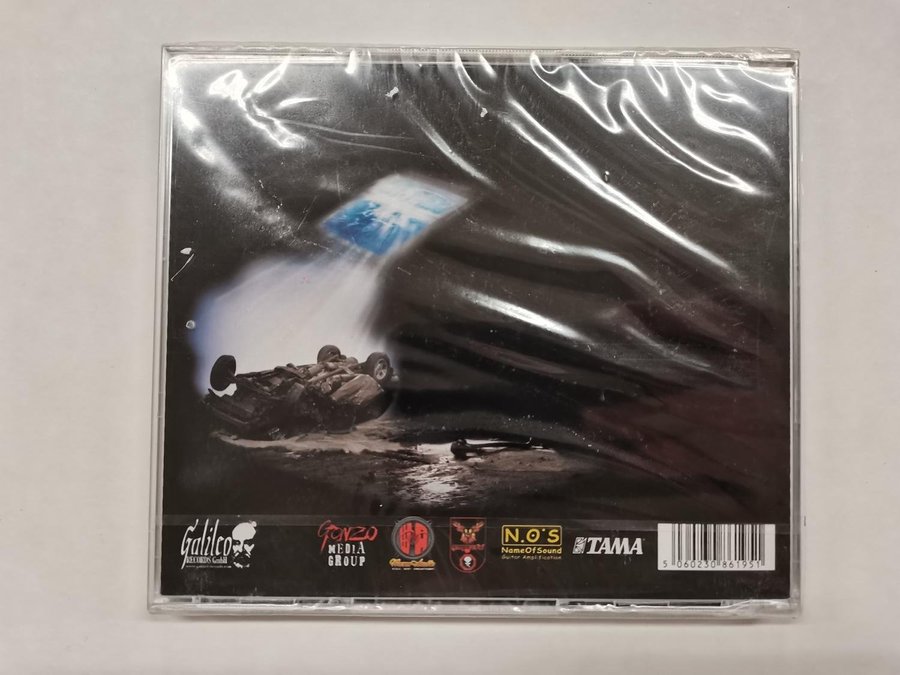 Galileo
RECORDS GmbH
GONZO
MEDIA
GROUP
N.O'S
NameOfSound
Guitar Amplification
TAMA
5 060230 861951